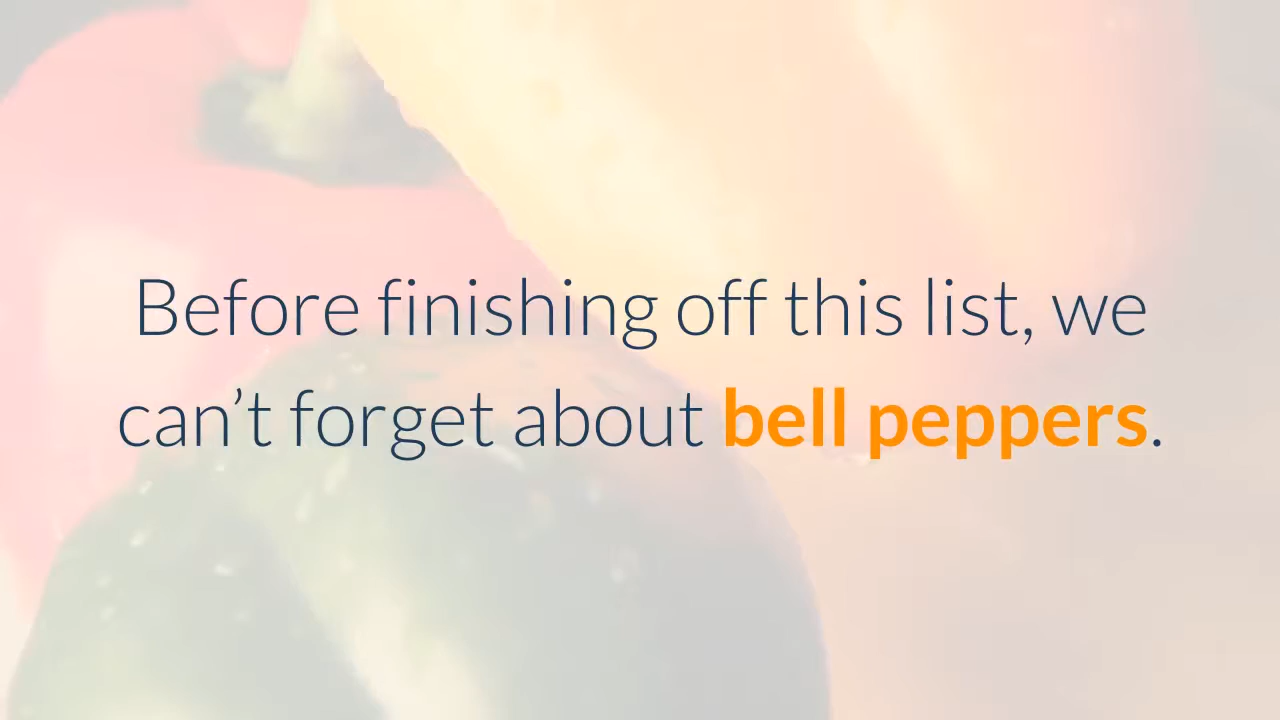 Before finishing off this list, we
can’t forget about bell peppers.